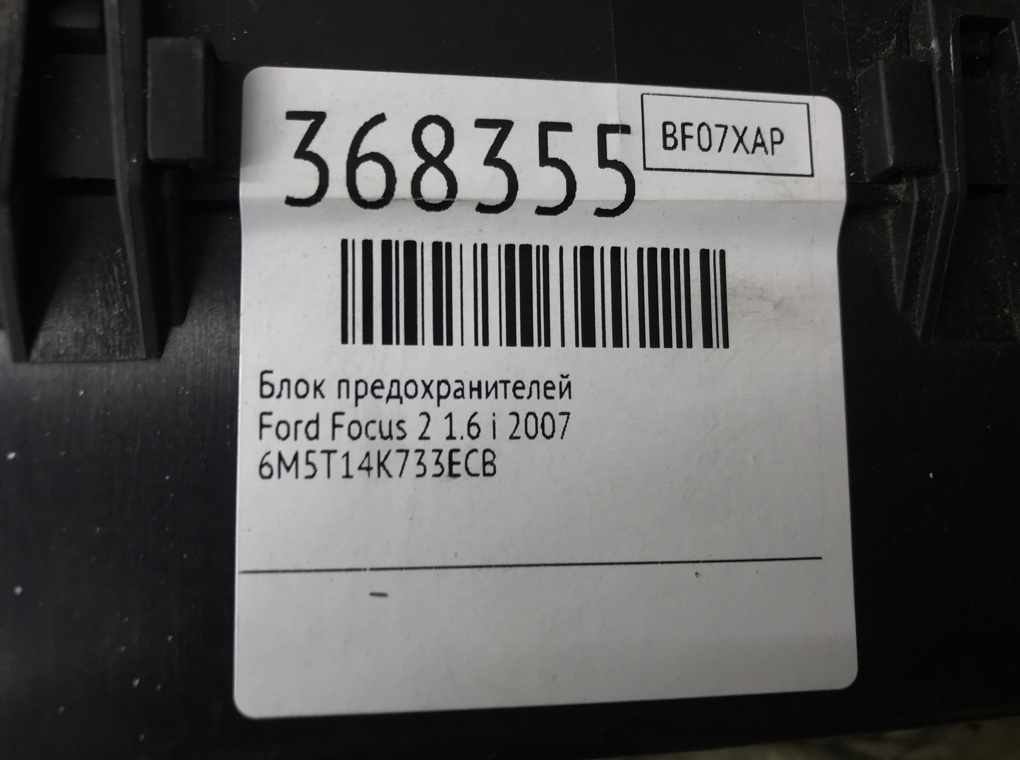 368355
BF07XAP
Блок предохранителей
Ford Focus 2 1.6 i 2007
6M5T14K733ECB
-